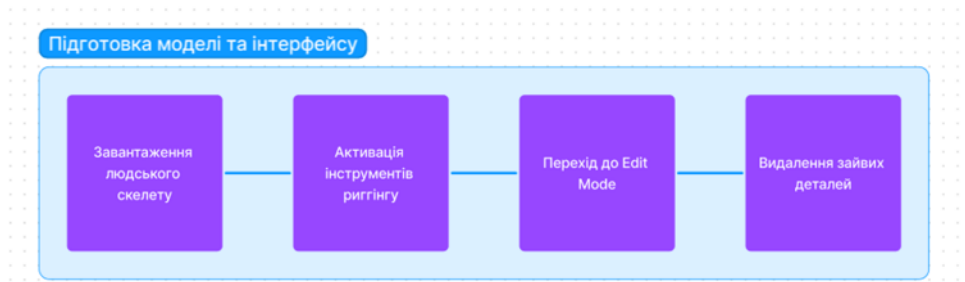 Підготовка моделі та інтерфейсу
Завантаження
людського
скелету
Активація
інструментів
риггінгу
Перехід до Edit
Mode
Видалення зайвих
деталей